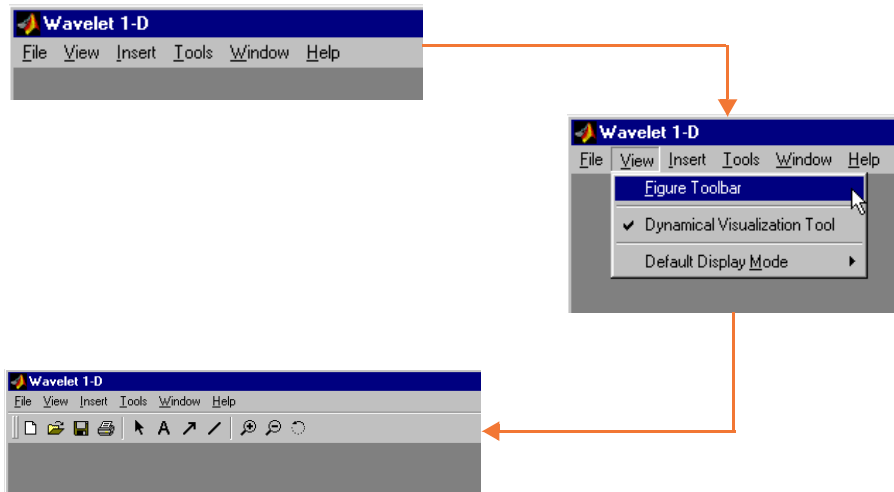 Wavelet 1-D
File View Insert Tools Window Help
Wavelet 1-D
File View Insert Tools Window Help
Figure Toolbar
Dynamical Visualization Tool
Default Display Mode
Wavelet 1-D
File View Insert Tools Window Help
A